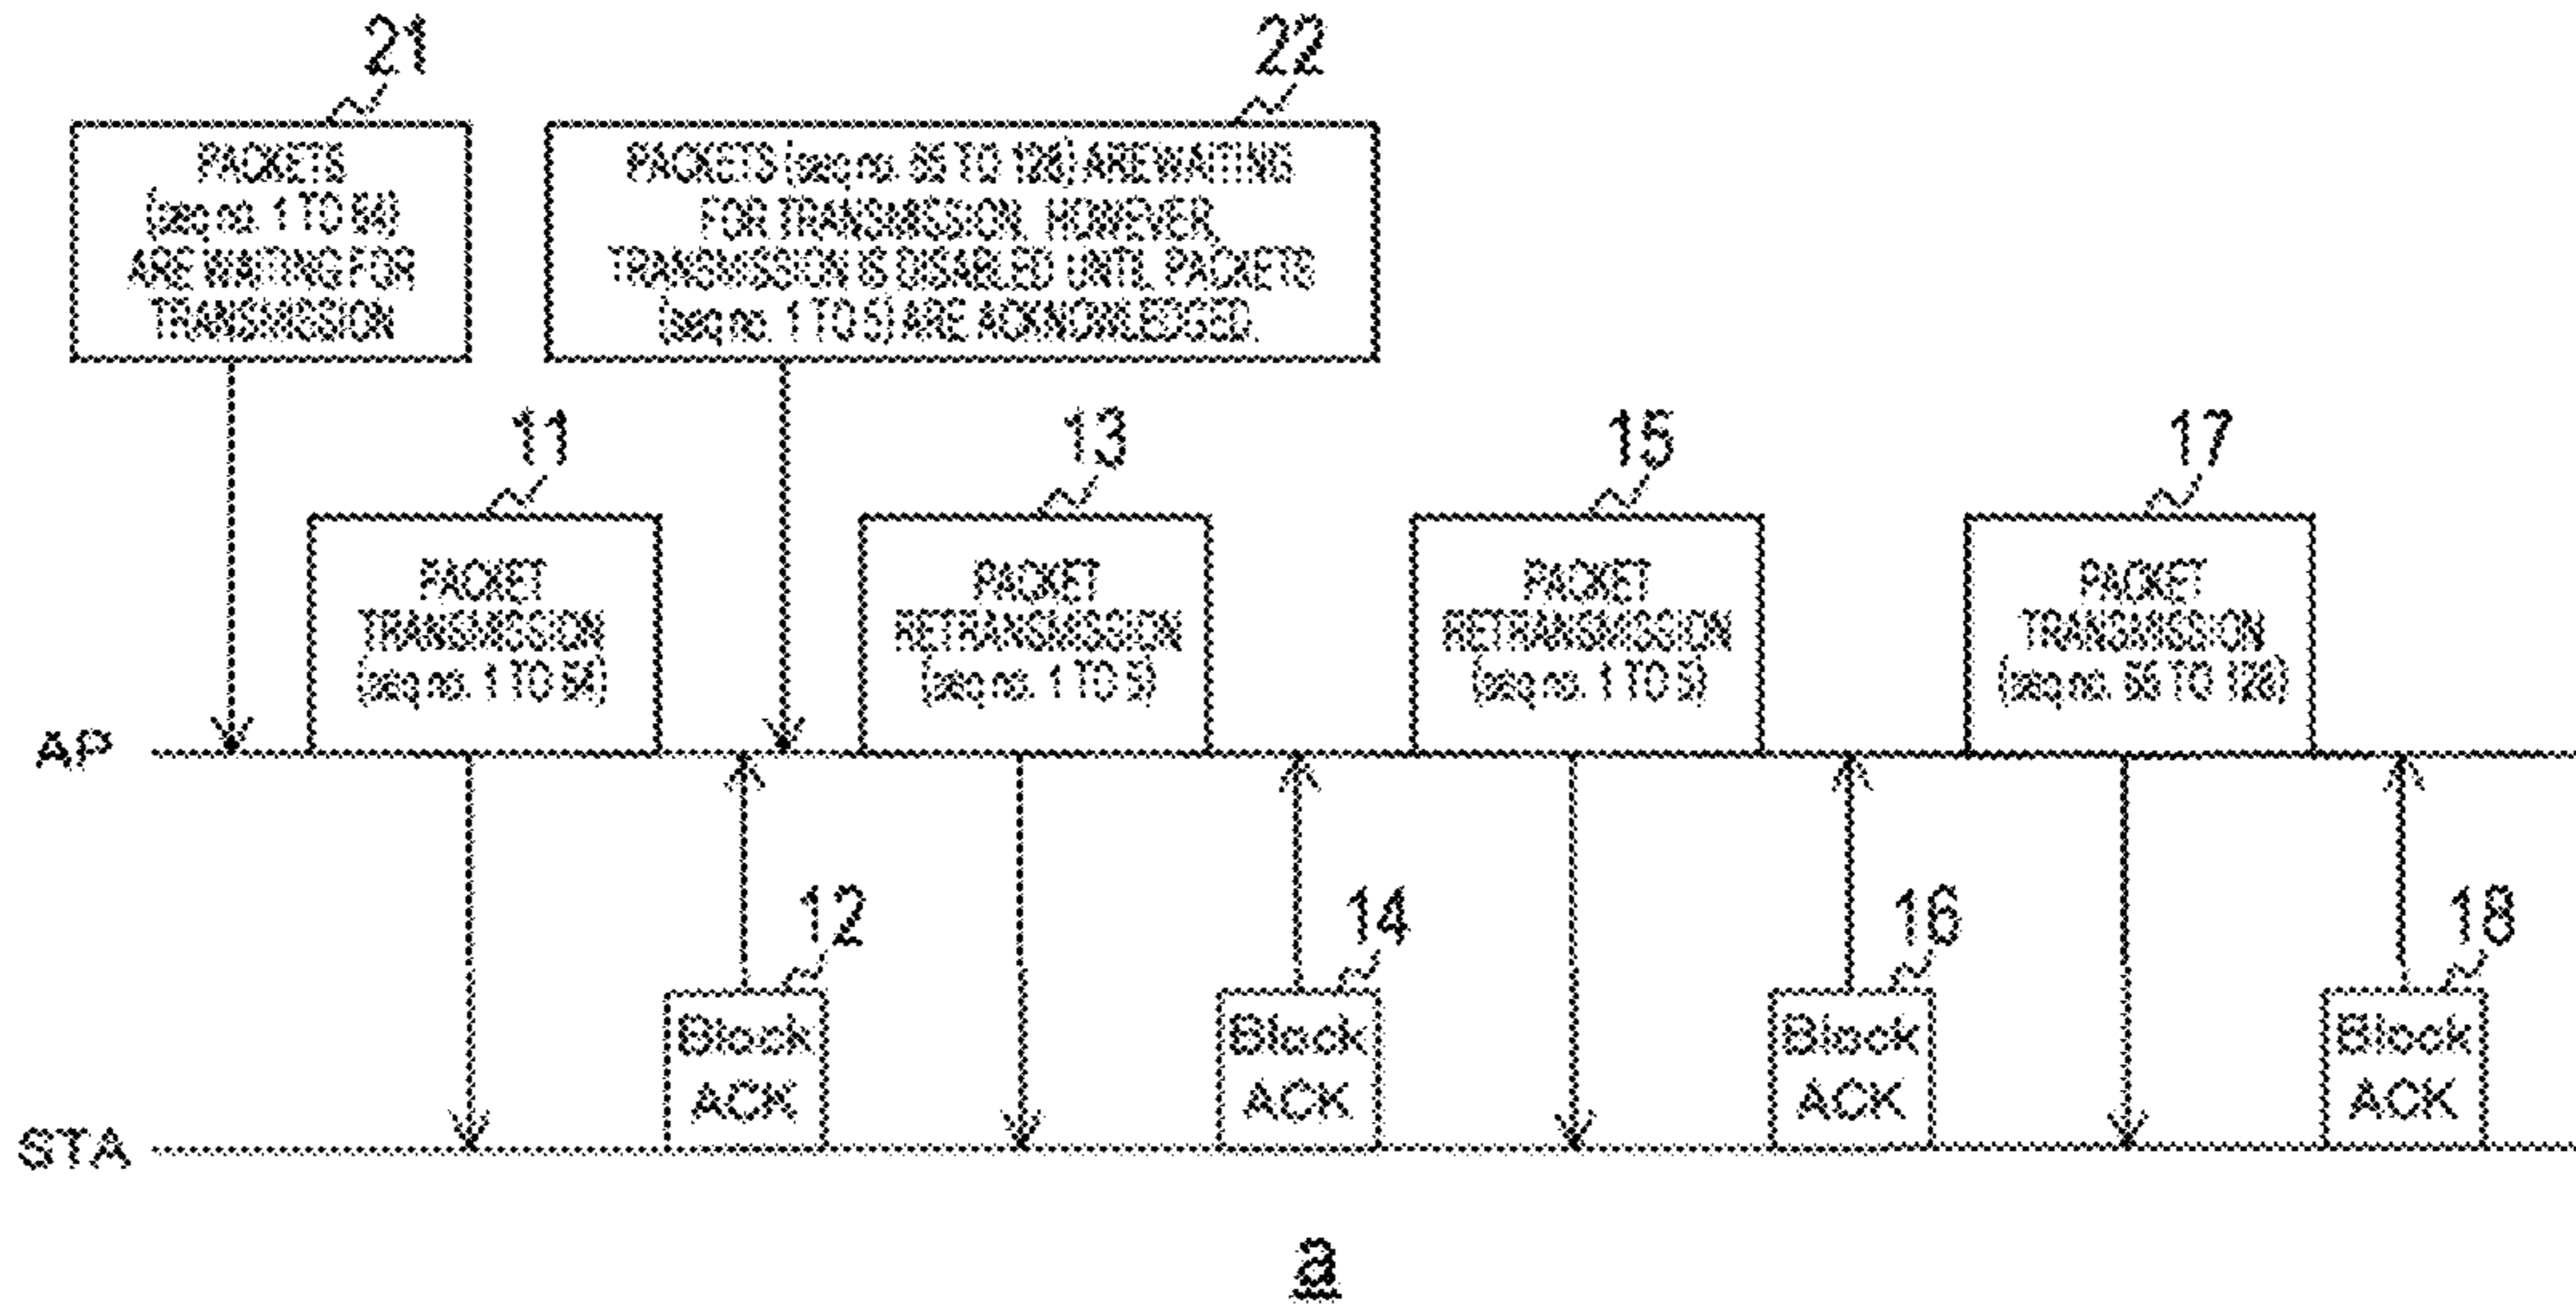 21
22
PACKETS
(seq no. 1 TO 64)
ARE WAITING FOR
TRANSMISSION
PACKETS (seq no. 65 TO 128) ARE WAITING
FOR TRANSMISSION. HOWEVER,
TRANSMISSION IS DISABLED UNTIL PACKETS
(seq no. 1 TO 5) ARE ACKNOWLEDGED.
11
13
15
17
PACKET
TRANSMISSION
(seq no. 1 TO 64)
PACKET
RETRANSMISSION
(seq no. 1 TO 5)
PACKET
RETRANSMISSION
(seq no. 1 TO 5)
PACKET
TRANSMISSION
(seq no. 65 TO 128)
AP
12
14
16
18
Block
ACK
Block
ACK
Block
ACK
Block
ACK
STA
a